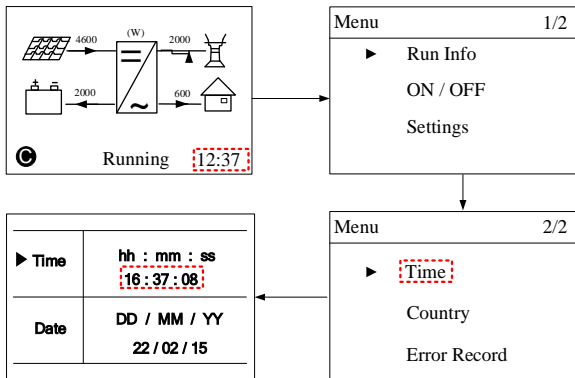 (W)
4600
2000
2000
600
+ -
~
C
Running 12:37
Menu 1/2
Run Info
ON / OFF
Settings
Menu 2/2
Time
Country
Error Record
Time
hh : mm : ss
16 : 37 : 08
Date
DD / MM / YY
22 / 02 / 15